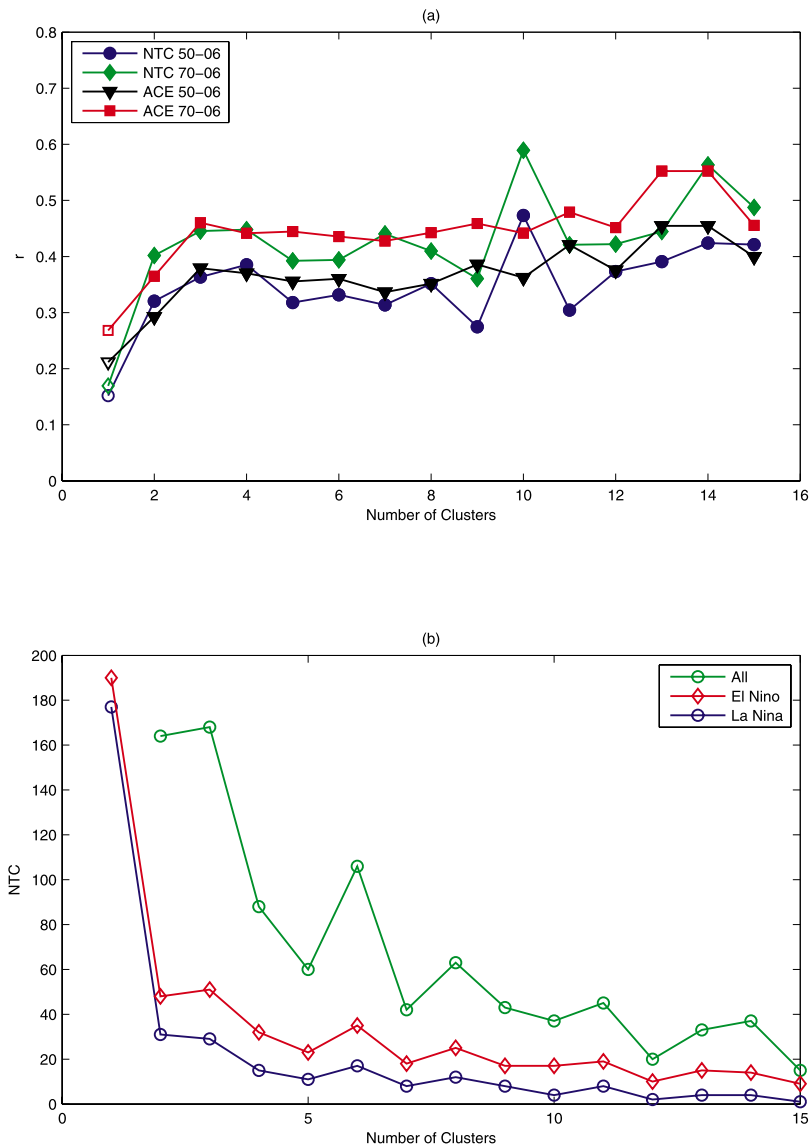 (a)
0.8
0.7
0.6
0.5
0.4
0.3
0.2
0.1
0
r
NTC 50−06
NTC 70−06
ACE 50−06
ACE 70−06
0 2 4 6 8 10 12 14 16
Number of Clusters
(b)
200
180
160
140
120
100
80
60
40
20
0
NTC
All
El Nino
La Nina
0 5 10 15
Number of Clusters